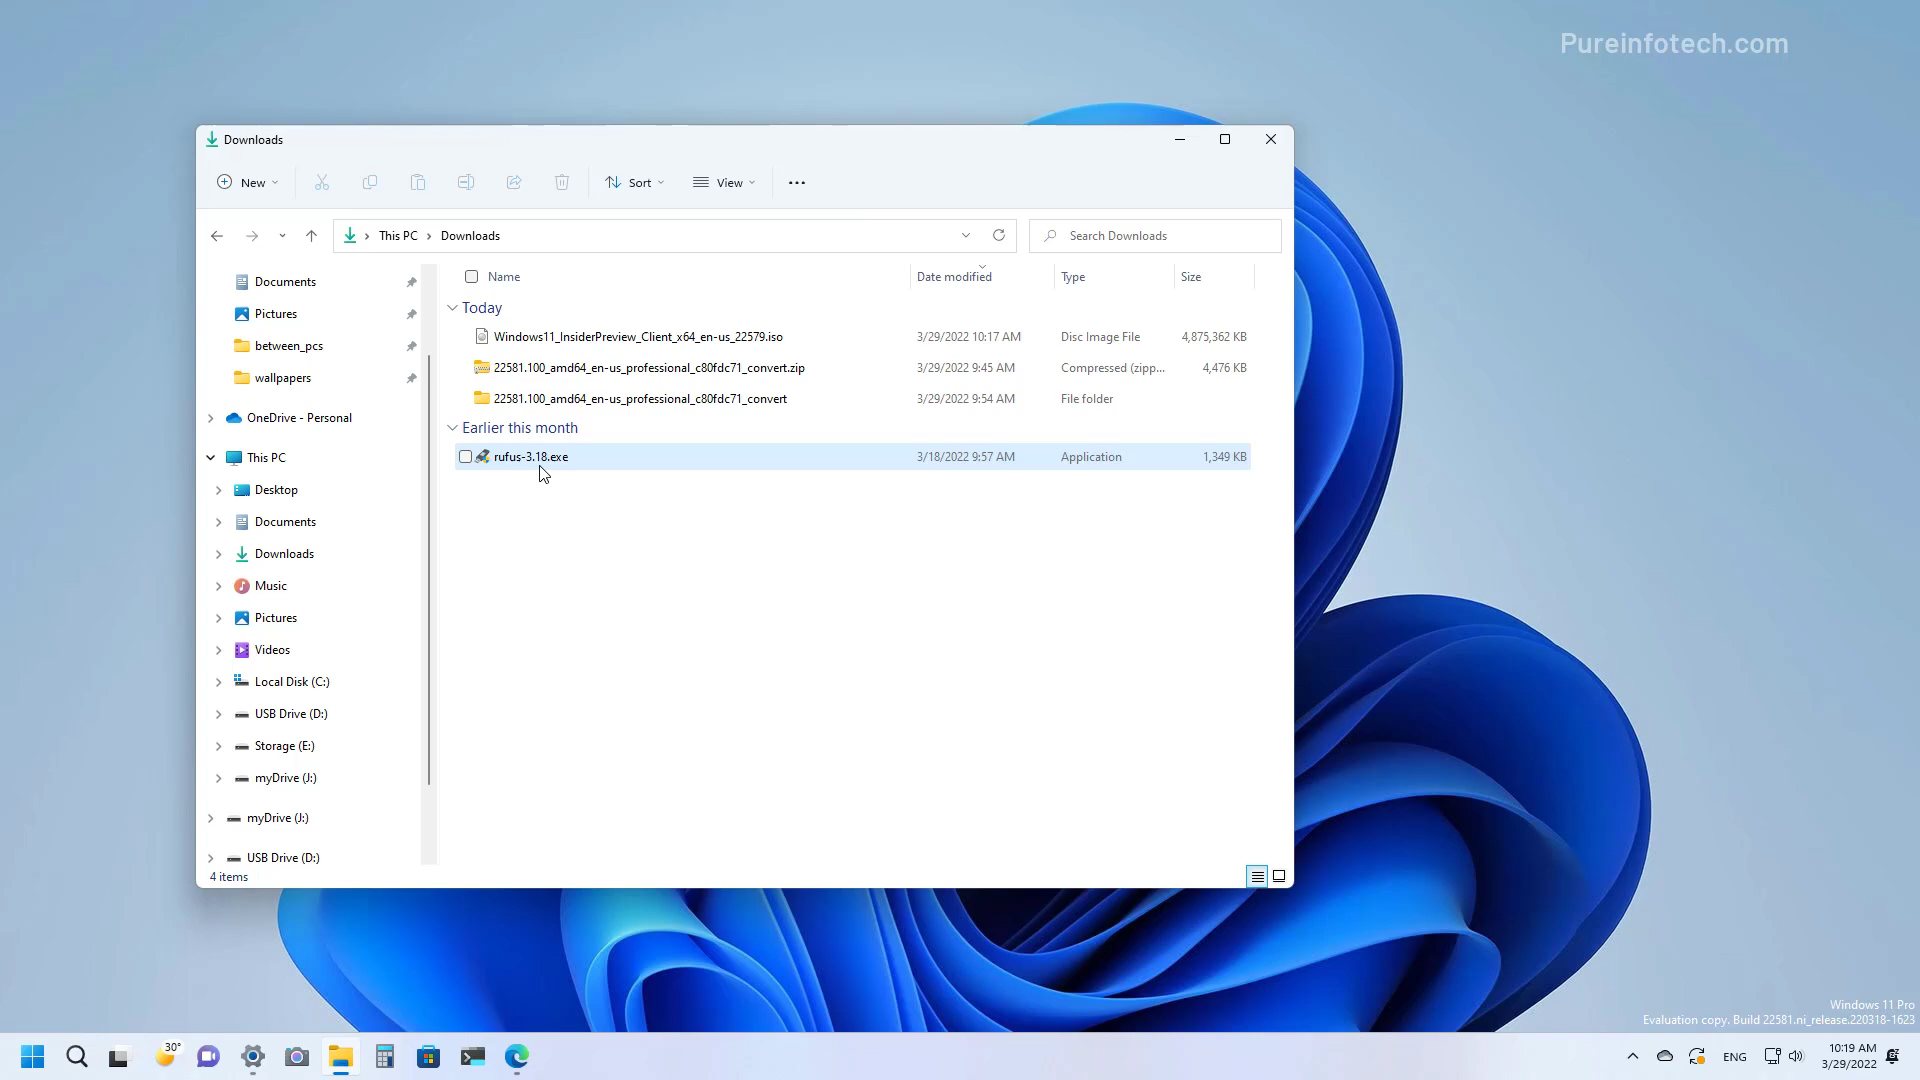 Pureinfotech.com
Downloads
New
Sort
View
This PC
Downloads
Search Downloads
Documents
Pictures
between_pcs
wallpapers
OneDrive - Personal
This PC
Desktop
Documents
Downloads
Music
Pictures
Videos
Local Disk (C:)
USB Drive (D:)
Storage (E:)
myDrive (J:)
myDrive (J:)
USB Drive (D:)
Name Date modified Type Size
Today
Windows11_InsiderPreview_Client_x64_en-us_22579.iso 3/29/2022 10:17 AM Disc Image File 4,875,362 KB
22581.100_amd64_en-us_professional_c80fdc71_convert.zip 3/29/2022 9:45 AM Compressed (zipp... 4,476 KB
22581.100_amd64_en-us_professional_c80fdc71_convert 3/29/2022 9:54 AM File folder
Earlier this month
rufus-3.18.exe 3/18/2022 9:57 AM Application 1,349 KB
4 items
Windows 11 Pro
Evaluation copy. Build 22581.ni_release.220318-1623
30°
ENG
10:19 AM
3/29/2022